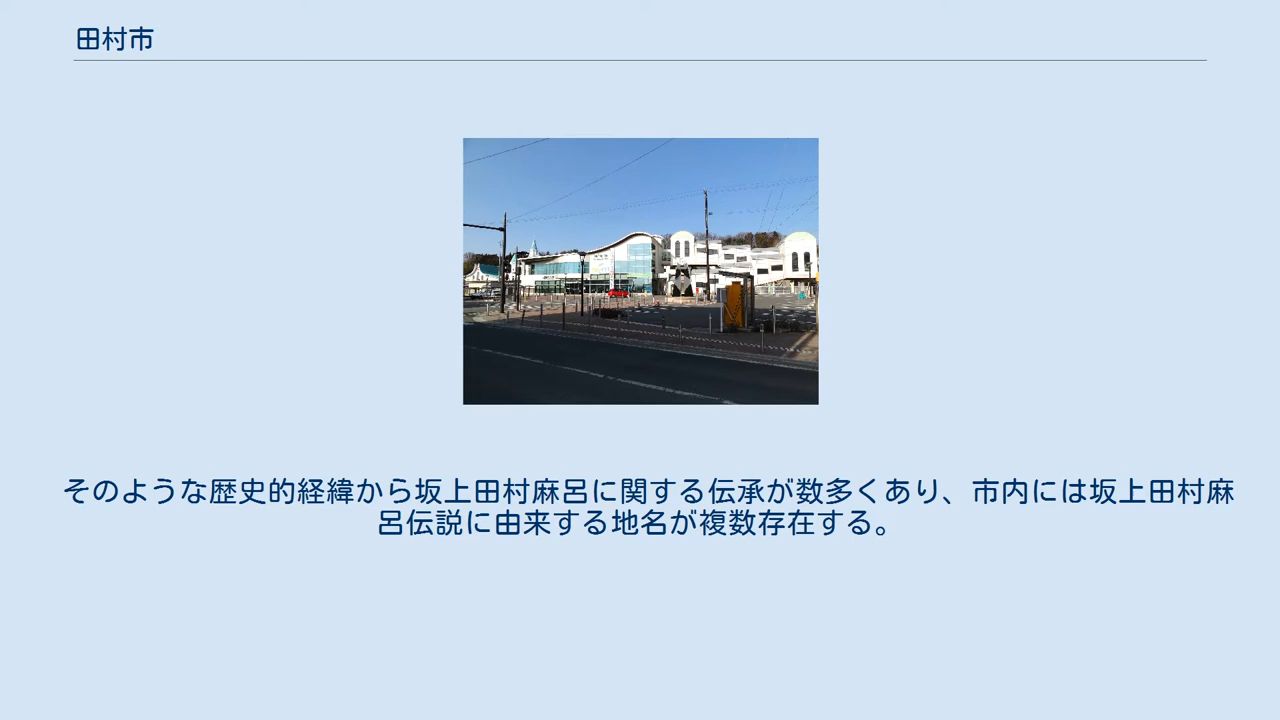 田村市
そのような歴史的経緯から坂上田村麻呂に関する伝承が数多くあり、市内には坂上田村麻
呂伝説に由来する地名が複数存在する。